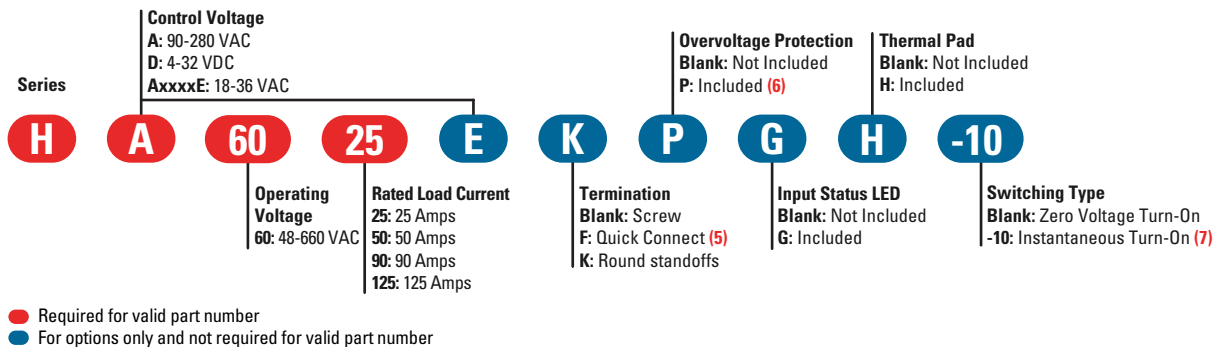 Control Voltage
A: 90-280 VAC
D: 4-32 VDC
AxxxxE: 18-36 VAC
Overvoltage Protection
Blank: Not Included
P: Included (6)
Thermal Pad
Blank: Not Included
H: Included
Series
H A 60 25 E K P G H -10
Operating
Voltage
60: 48-660 VAC
Rated Load Current
25: 25 Amps
50: 50 Amps
90: 90 Amps
125: 125 Amps
Termination
Blank: Screw
F: Quick Connect (5)
K: Round standoffs
Input Status LED
Blank: Not Included
G: Included
Switching Type
Blank: Zero Voltage Turn-On
-10: Instantaneous Turn-On (7)
Required for valid part number
For options only and not required for valid part number